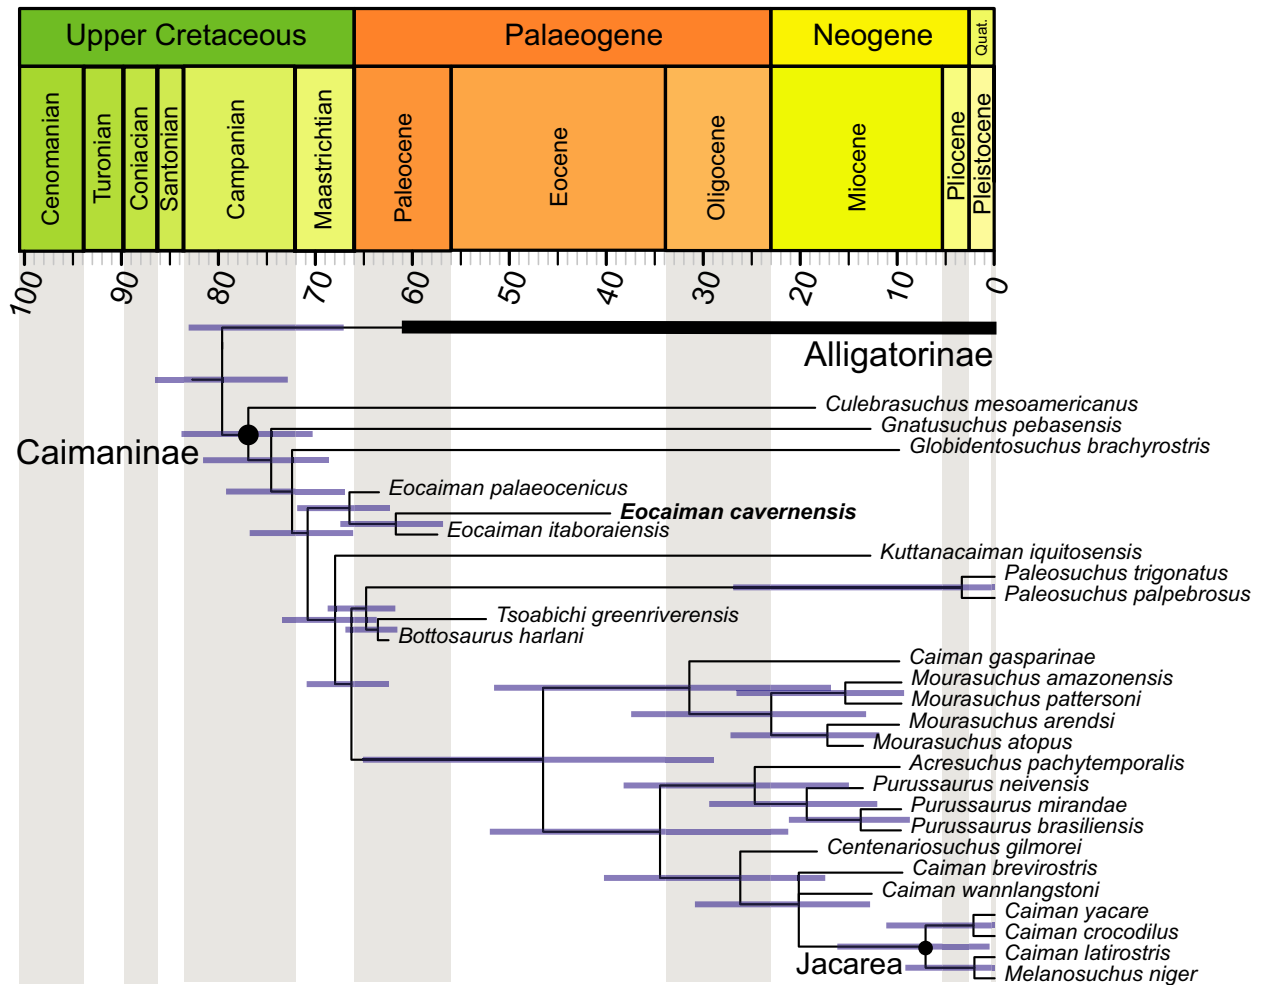 Upper Cretaceous
Palaeogene
Neogene
Quat.
Cenomanian
Turonian
Coniacian
Santonian
Campanian
Maastrichtian
Paleocene
Eocene
Oligocene
Miocene
Pliocene
Pleistocene
100
90
80
70
60
50
40
30
20
10
0
Alligatorinae
Culebrasuchus mesoamericanus
Gnatusuchus pebasensis
Caimaninae
Globidentosuchus brachyrostris
Eocaiman palaeocenicus
Eocaiman cavernensis
Eocaiman itaboraiensis
Kuttanacaiman iquitosensis
Paleosuchus trigonatus
Paleosuchus palpebrosus
Tsoabichi greenriverensis
Bottosaurus harlani
Caiman gasparinae
Mourasuchus amazonensis
Mourasuchus pattersoni
Mourasuchus arendsi
Mourasuchus atopus
Acresuchus pachytemporalis
Purussaurus neivensis
Purussaurus mirandae
Purussaurus brasiliensis
Centenariosuchus gilmorei
Caiman brevirostris
Caiman wannlangstoni
Caiman yacare
Caiman crocodilus
Caiman latirostris
Jacarea
Melanosuchus niger